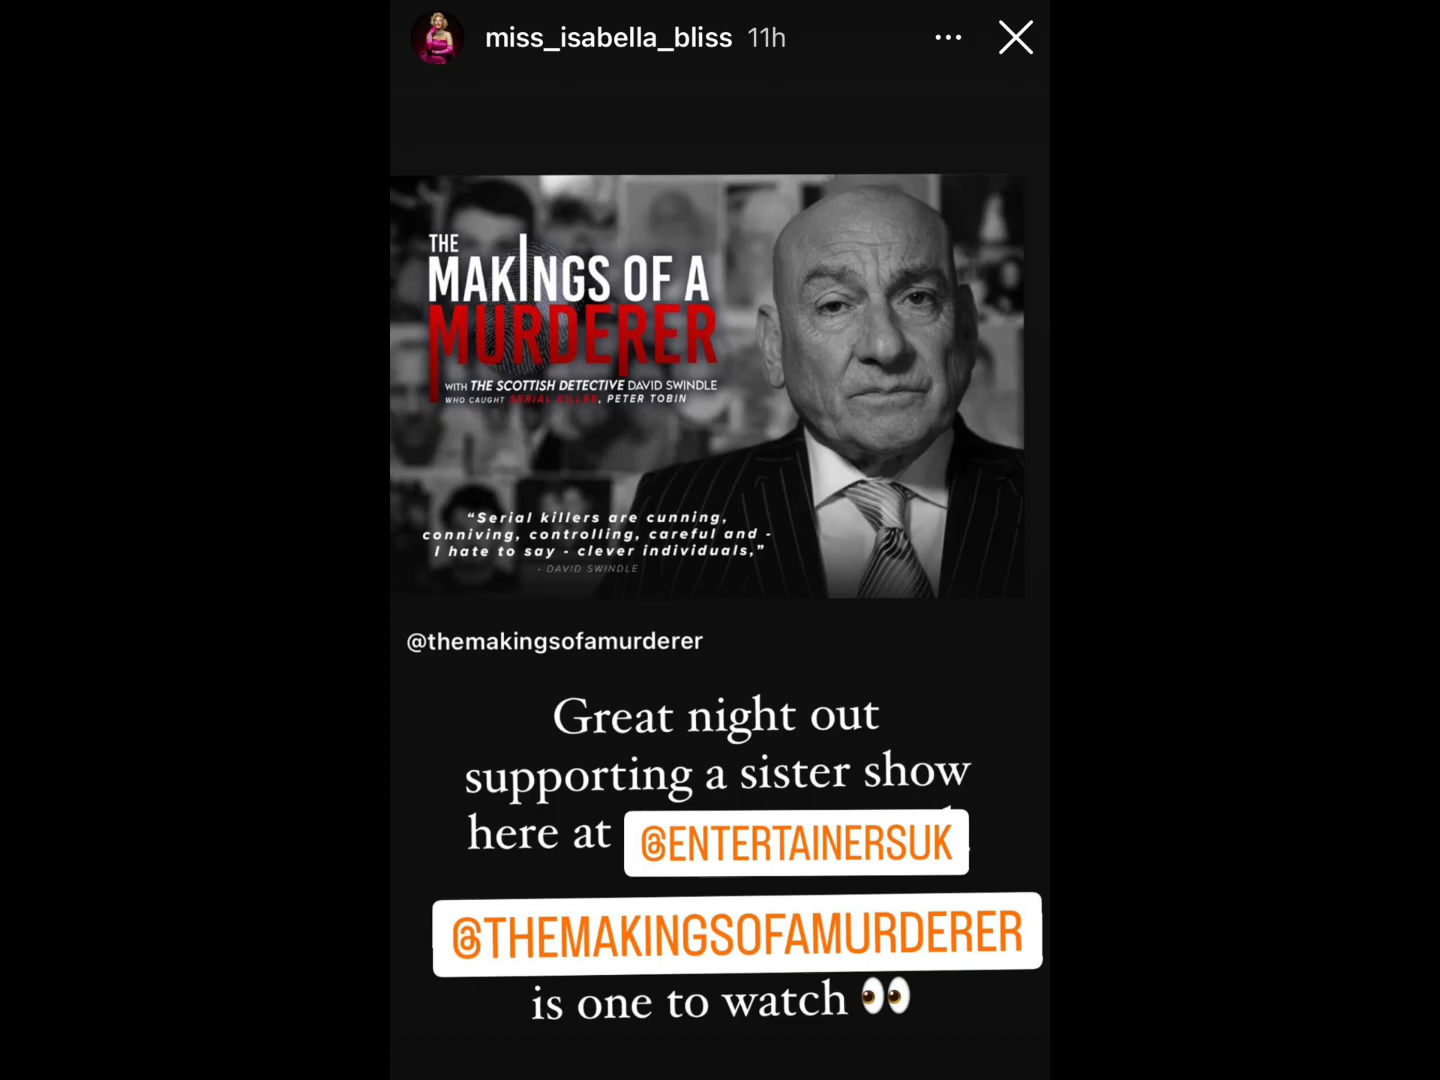 miss_isabella_bliss 11h
THE
MAKINGS OF A
MURDERER
WITH THE SCOTTISH DETECTIVE DAVID SWINDLE
WHO CAUGHT SERIAL KILLER, PETER TOBIN
“Serial killers are cunning,
conniving, controlling, careful and -
I hate to say - clever individuals,”
- DAVID SWINDLE
@themakingsofamurderer
Great night out
supporting a sister show
here at @ENTERTAINERSUK
@THEMAKINGSOFAMURDERER
is one to watch 👀